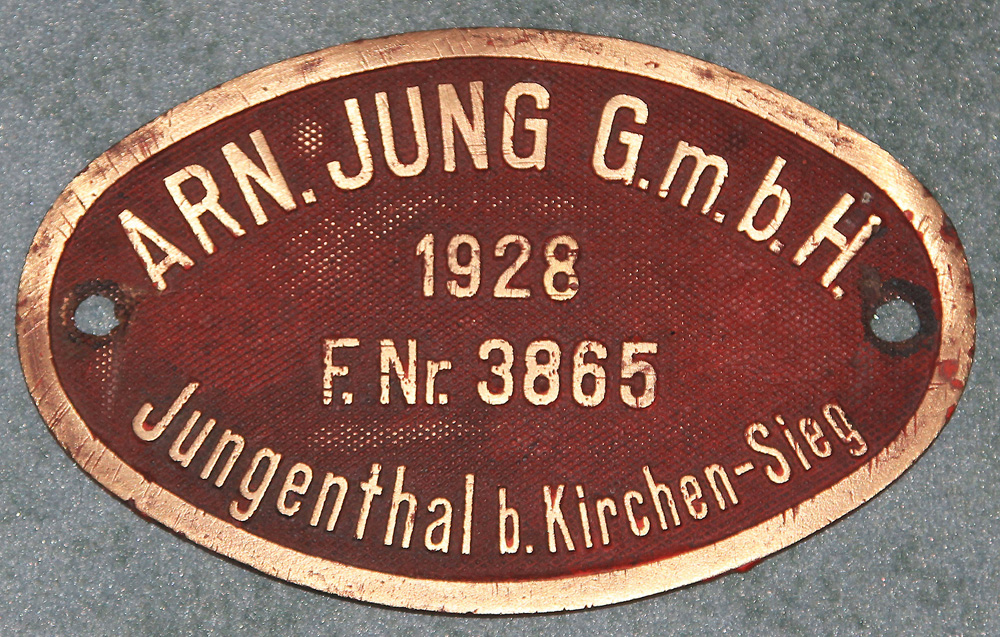 ARN. JUNG G.m.b.H.
1928
F. Nr. 3865
Jungenthal b. Kirchen-Sieg